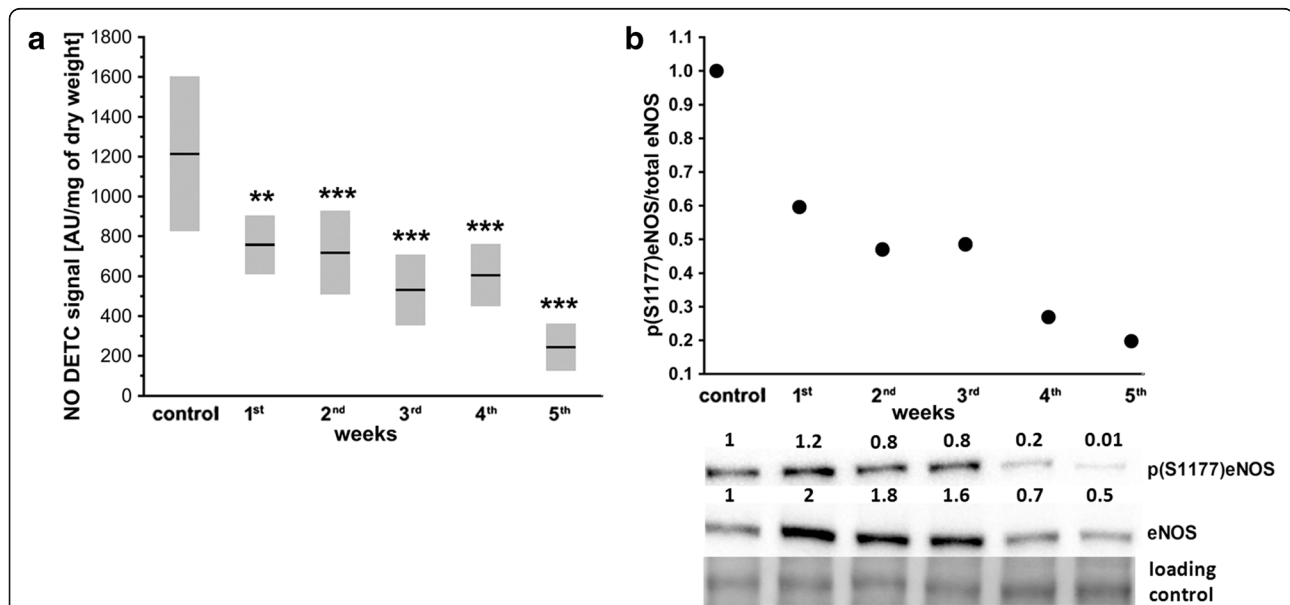 a
NO DETC signal [AU/mg of dry weight]
1800
1600
1400
1200
1000
800
600
400
200
0
**
***
***
***
***
control 1st 2nd 3rd 4th 5th
weeks
b
p(S1177)eNOS/total eNOS
1.1
1.0
0.9
0.8
0.7
0.6
0.5
0.4
0.3
0.2
0.1
control 1st 2nd 3rd 4th 5th
weeks
1 1.2 0.8 0.8 0.2 0.01
p(S1177)eNOS
1 2 1.8 1.6 0.7 0.5
eNOS
loading
control